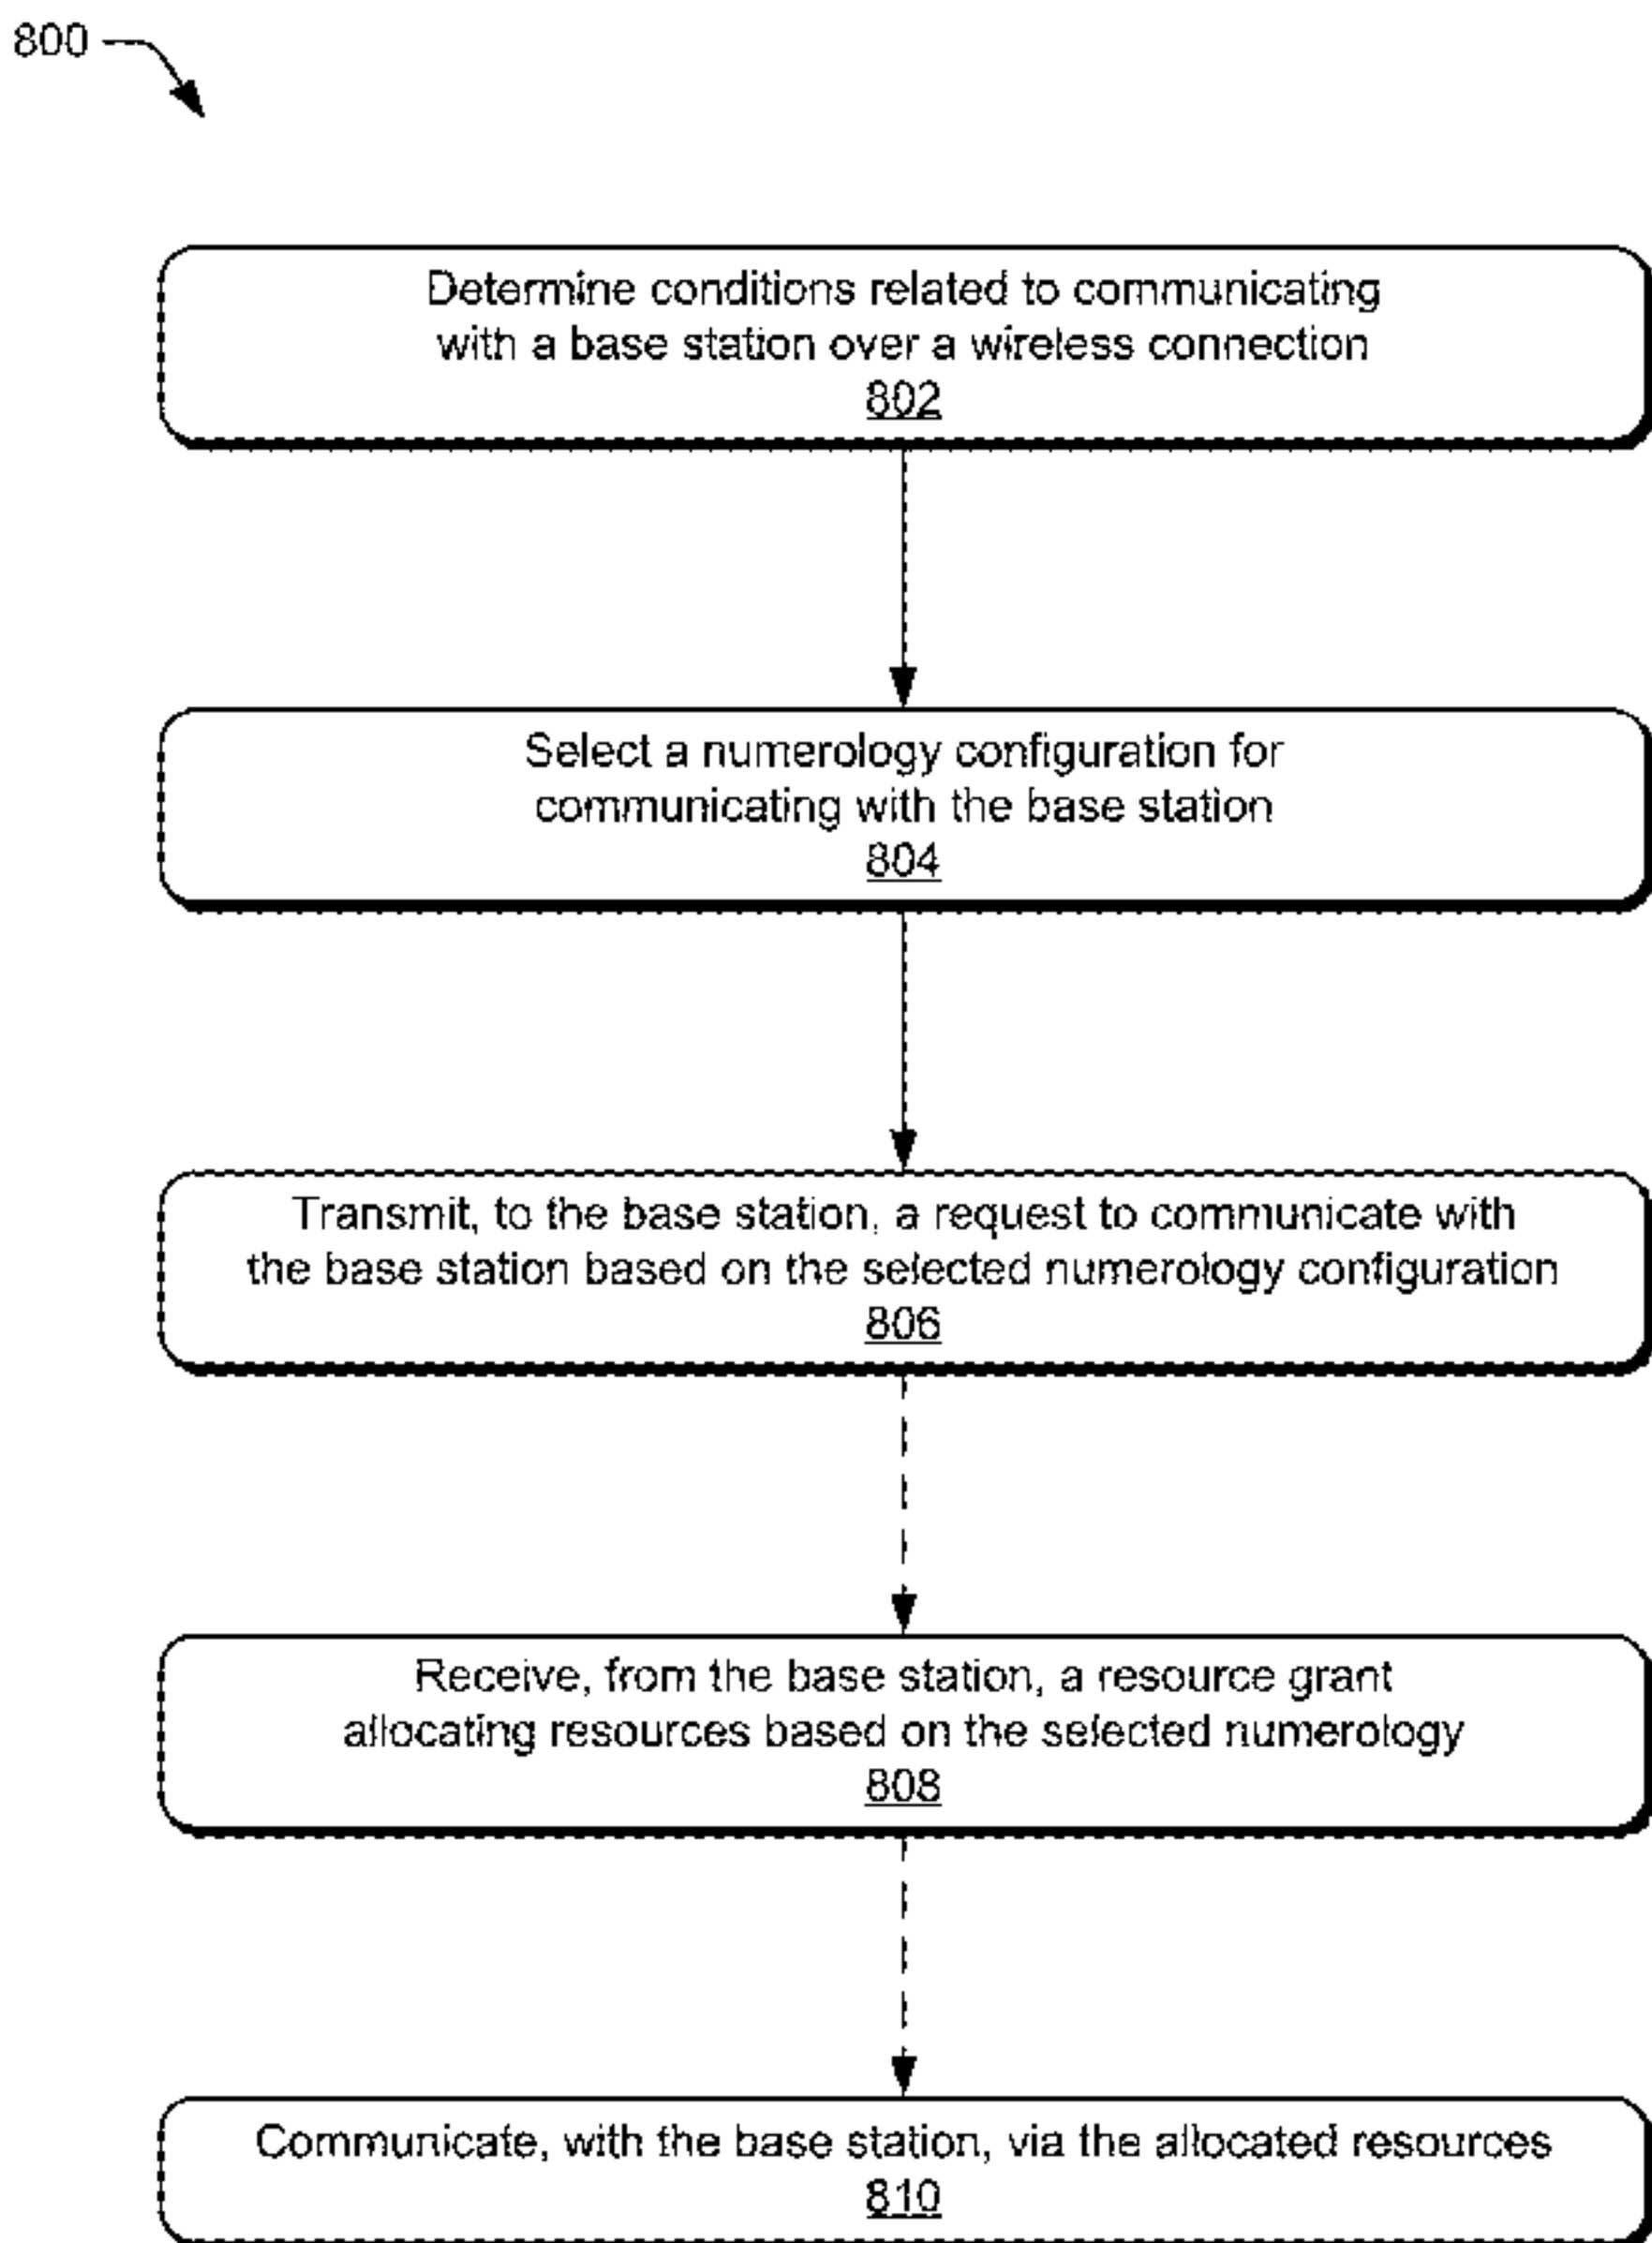 800
Determine conditions related to communicating
with a base station over a wireless connection
802
Select a numerology configuration for
communicating with the base station
804
Transmit, to the base station, a request to communicate with
the base station based on the selected numerology configuration
806
Receive, from the base station, a resource grant
allocating resources based on the selected numerology
808
Communicate, with the base station, via the allocated resources
810